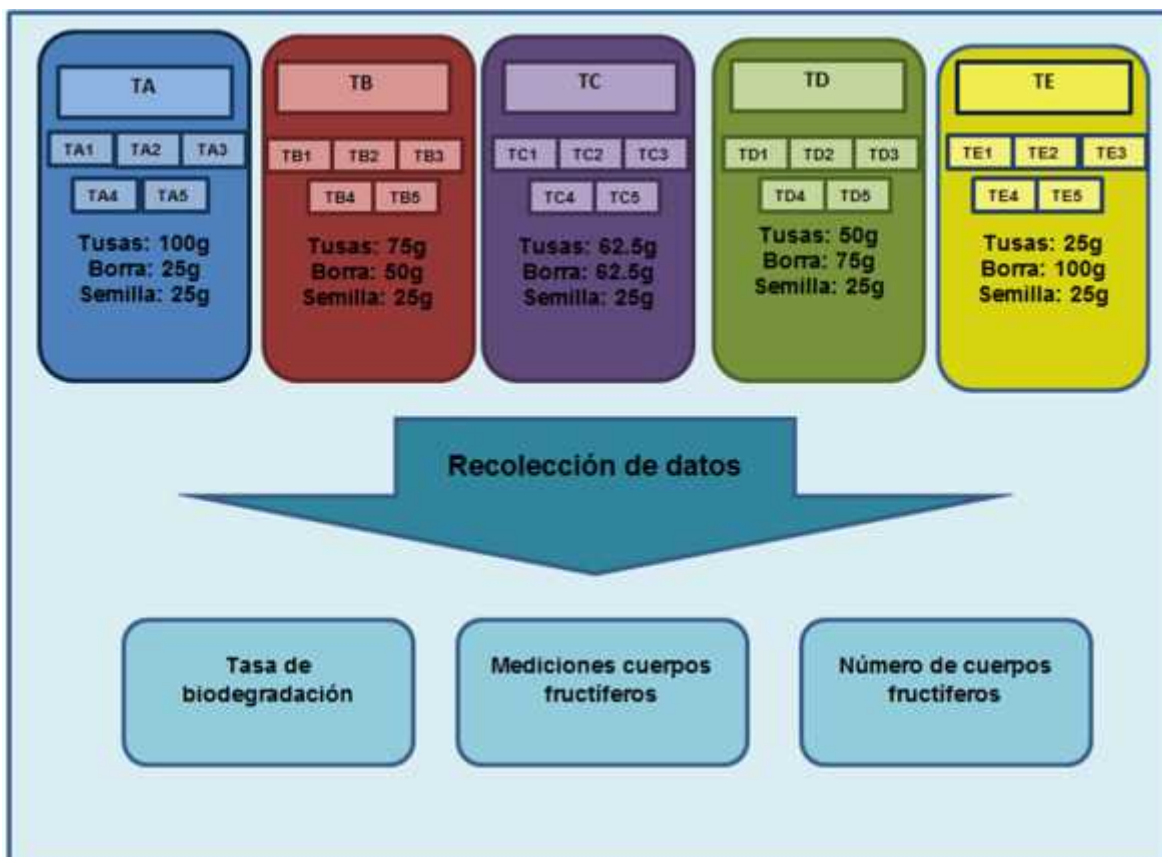 TA
TA1 TA2 TA3
TA4 TA5
Tusas: 100g
Borra: 25g
Semilla: 25g
TB
TB1 TB2 TB3
TB4 TB5
Tusas: 75g
Borra: 50g
Semilla: 25g
TC
TC1 TC2 TC3
TC4 TC5
Tusas: 62.5g
Borra: 62.5g
Semilla: 25g
TD
TD1 TD2 TD3
TD4 TD5
Tusas: 50g
Borra: 75g
Semilla: 25g
TE
TE1 TE2 TE3
TE4 TE5
Tusas: 25g
Borra: 100g
Semilla: 25g
Recolección de datos
Tasa de
biodegradación
Mediciones cuerpos
fructíferos
Número de cuerpos
fructíferos